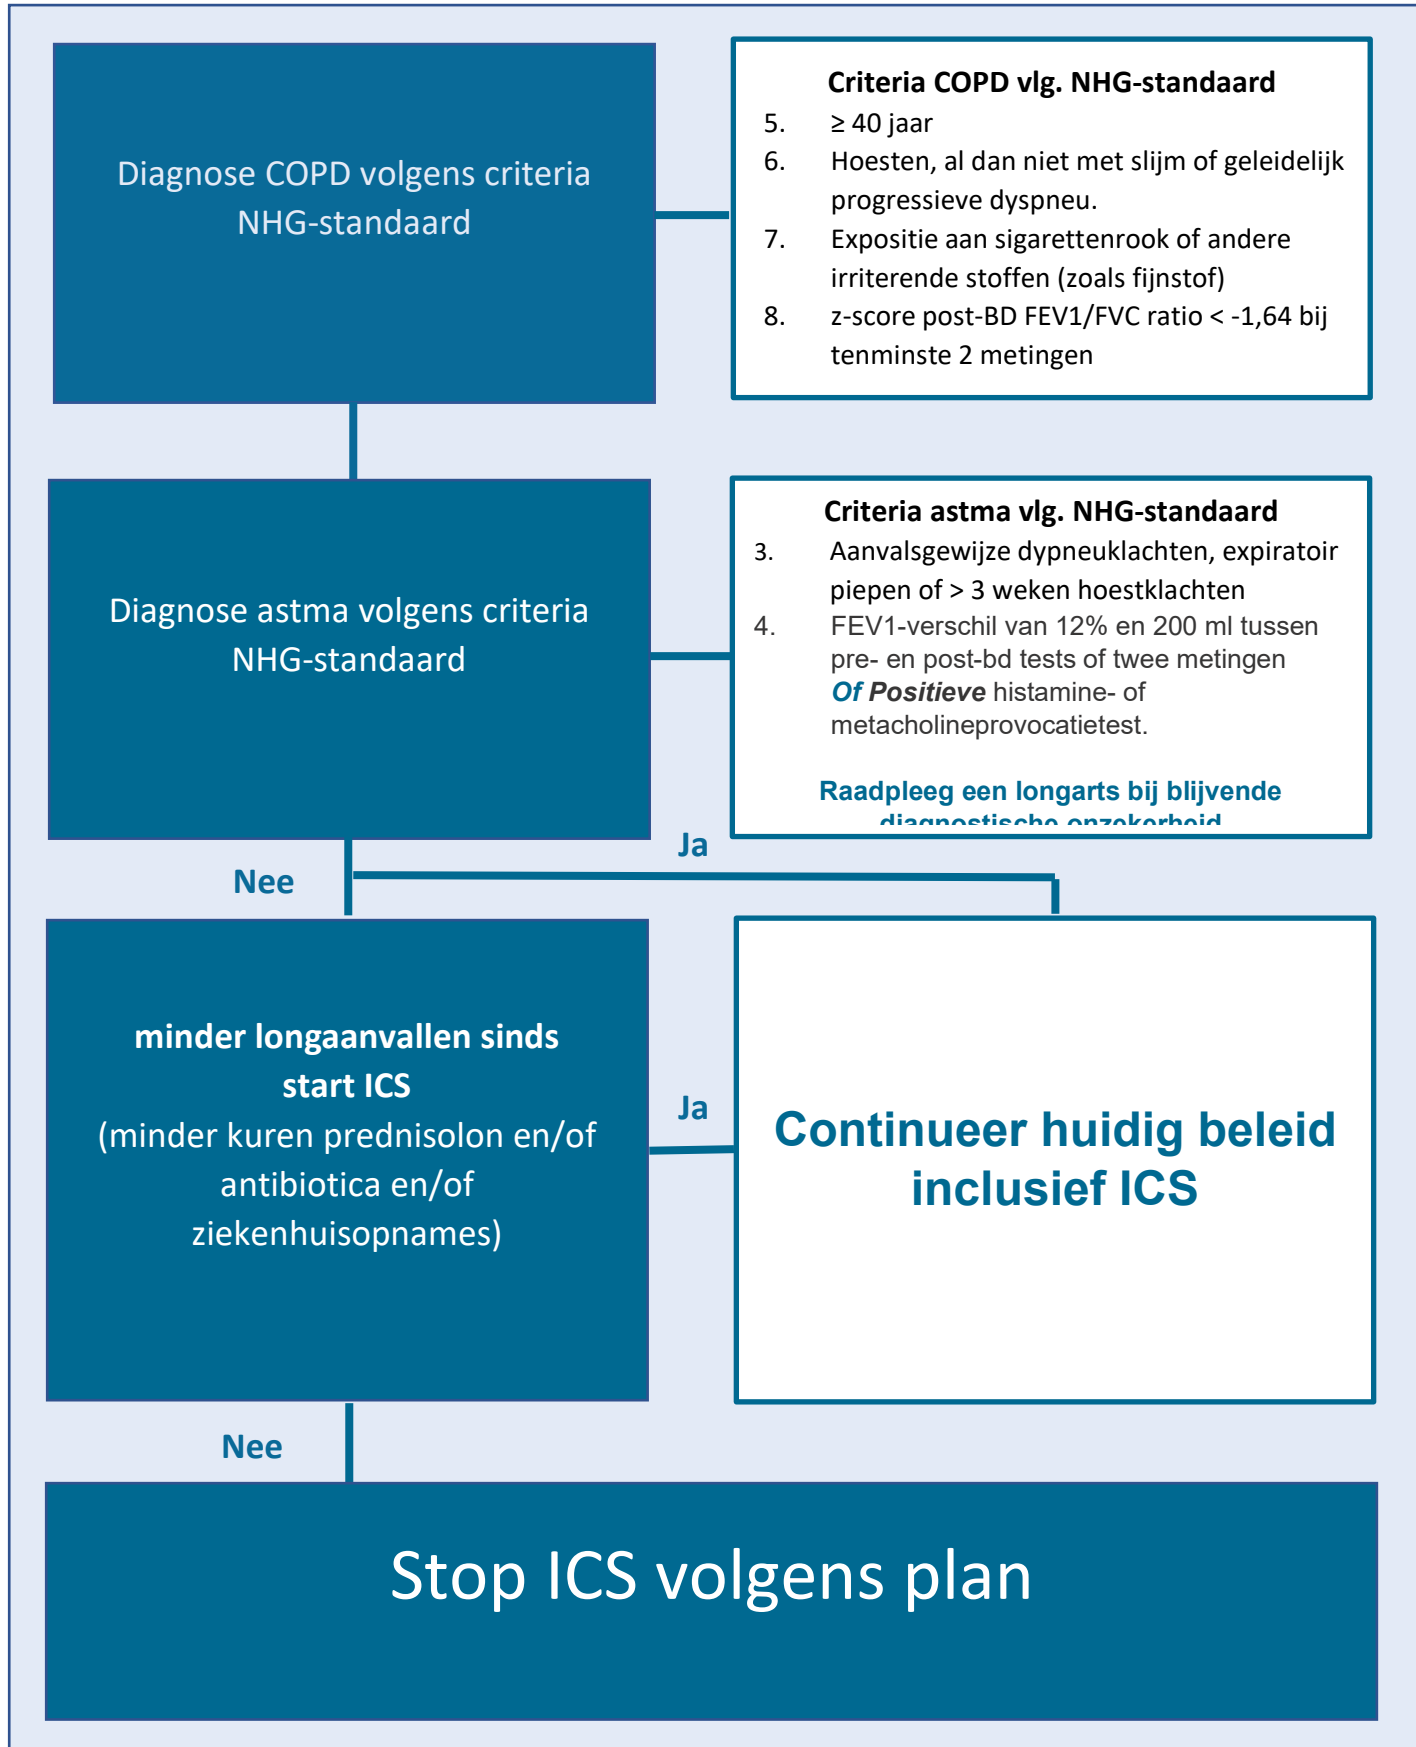 Diagnose COPD volgens criteria
NHG-standaard
Criteria COPD vlg. NHG-standaard
5. ≥ 40 jaar
6. Hoesten, al dan niet met slijm of geleidelijk
progressieve dyspneu.
7. Expositie aan sigarettenrook of andere
irriterende stoffen (zoals fijnstof)
8. z-score post-BD FEV1/FVC ratio < -1,64 bij
tenminste 2 metingen
Diagnose astma volgens criteria
NHG-standaard
Criteria astma vlg. NHG-standaard
3. Aanvalsgewijze dypneuklachten, expiratoir
piepen of > 3 weken hoestklachten
4. FEV1-verschil van 12% en 200 ml tussen
pre- en post-bd tests of twee metingen
Of Positieve histamine- of
metacholineprovocatietest.
Raadpleeg een longarts bij blijvende
diagnostische onzekerheid
Ja
Nee
minder longaanvallen sinds
start ICS
(minder kuren prednisolon en/of
antibiotica en/of
ziekenhuisopnames)
Ja
Continueer huidig beleid
inclusief ICS
Nee
Stop ICS volgens plan